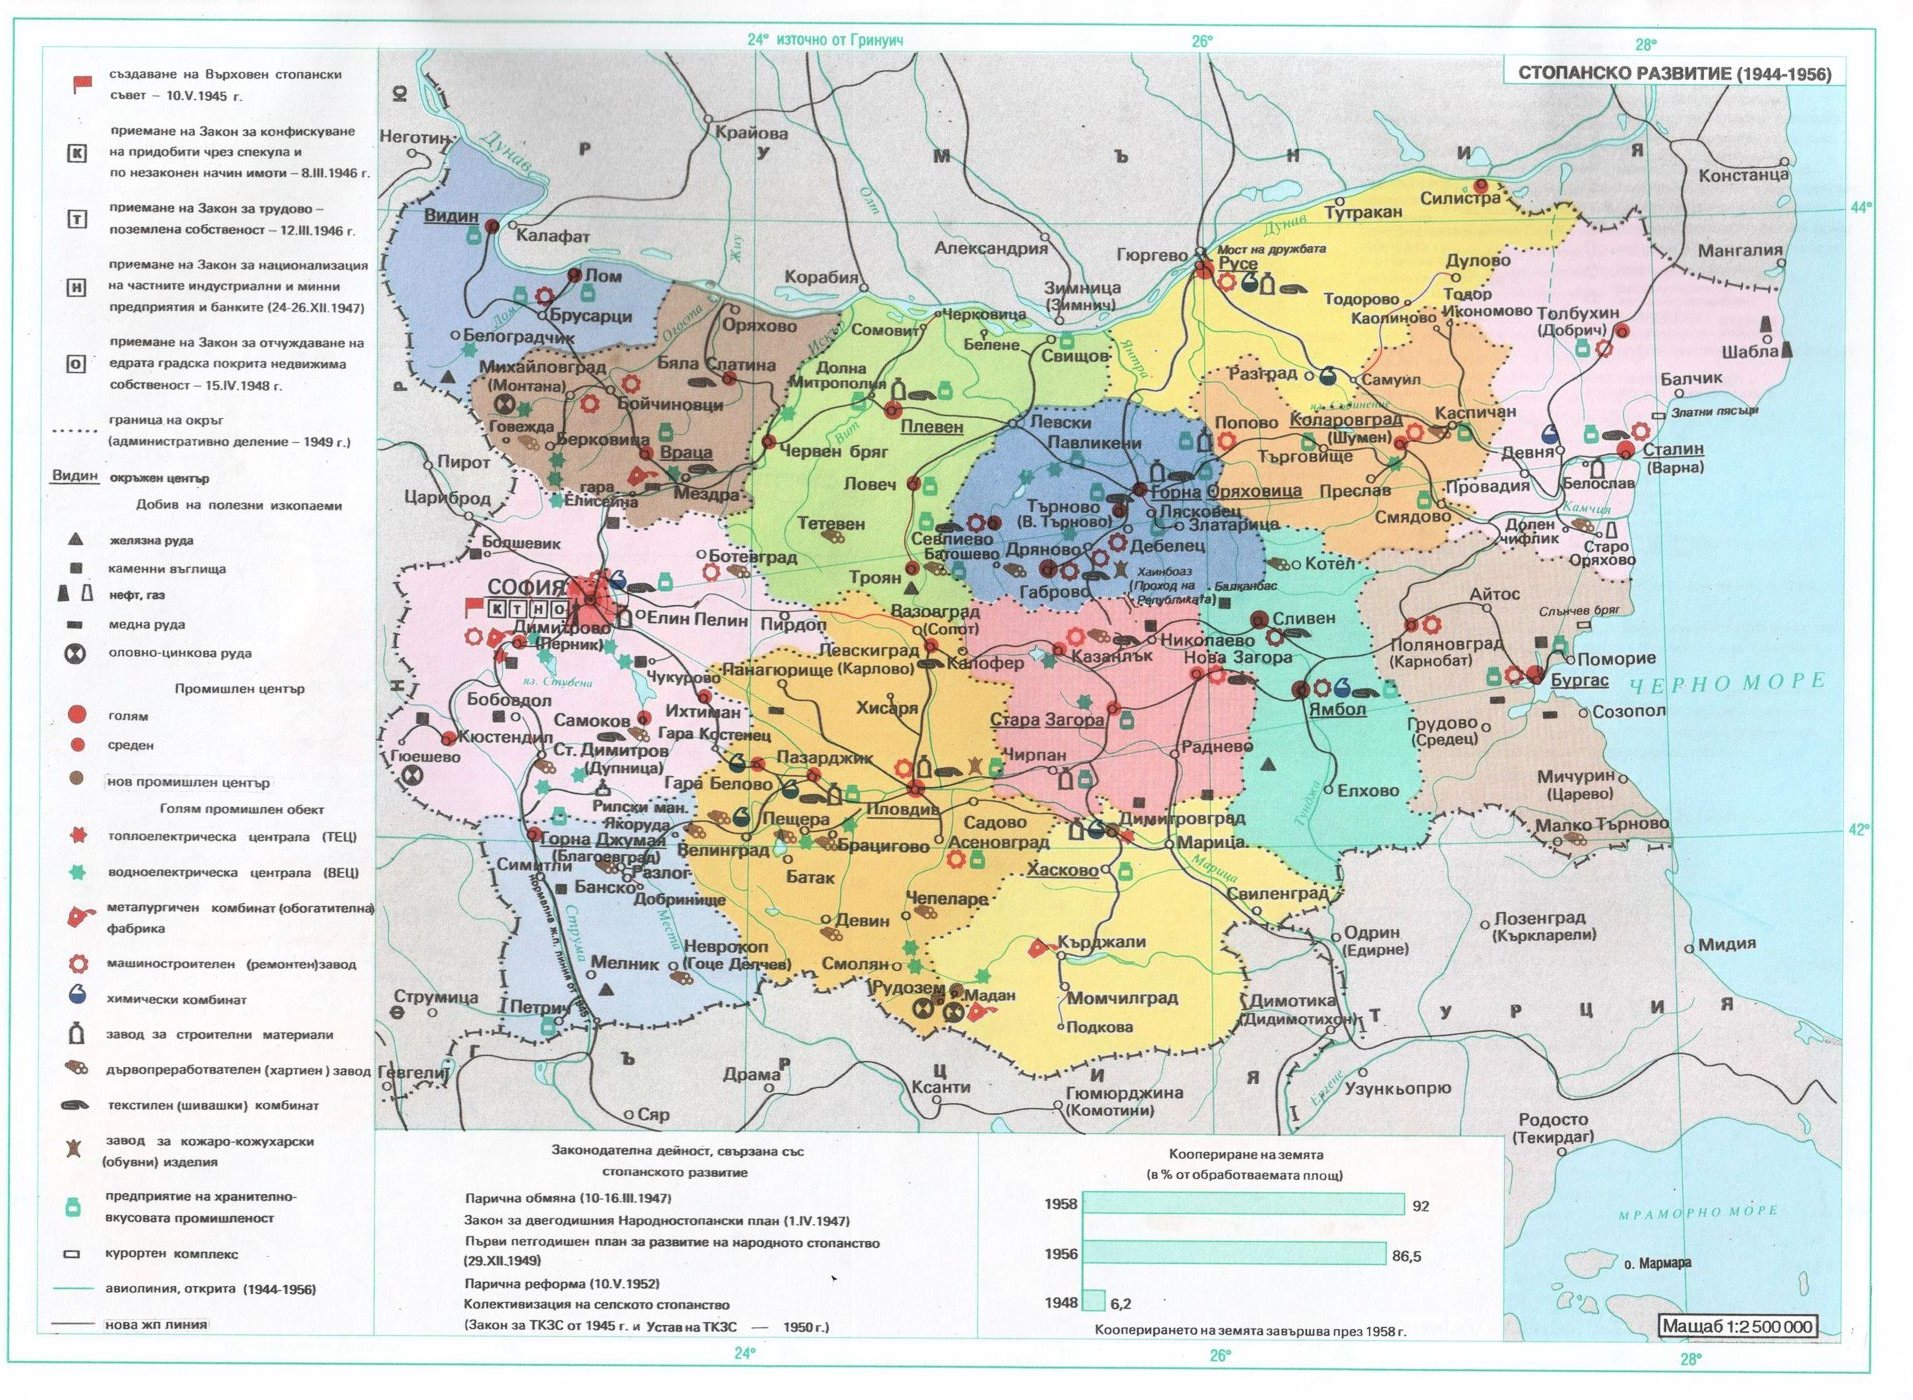 24° източно от Гринуич
26°
28°
СТОПАНСКО РАЗВИТИЕ (1944-1956)
създаване на Върховен стопански
съвет – 10.V.1945 г.
К
приемане на Закон за конфискуване
на придобити чрез спекула и
по незаконен начин имоти – 8.III.1946 г.
Т
приемане на Закон за трудово –
поземлена собственост – 12.III.1946 г.
Н
приемане на Закон за национализация
на частните индустриални и минни
предприятия и банките (24-26.XII.1947)
О
приемане на Закон за отчуждаване на
едрата градска покрита недвижима
собственост – 15.IV.1948 г.
граница на окръг
(административно деление – 1949 г.)
Видин окръжен център
Добив на полезни изкопаеми
желязна руда
каменни въглища
нефт, газ
медна руда
оловно-цинкова руда
Промишлен център
голям
среден
нов промишлен център
Голям промишлен обект
топлоелектрическа централа (ТЕЦ)
водноелектрическа централа (ВЕЦ)
металургичен комбинат (обогатителна)
фабрика
машиностроителен (ремонтен)завод
химически комбинат
завод за строителни материали
дървопреработвателен (хартиен) завод
текстилен (шивашки) комбинат
завод за кожаро-кожухарски
(обувни) изделия
предприятие на хранително-
вкусовата промишленост
курортен комплекс
авиолиния, открита (1944-1956)
нова жп линия
Ю
Р У М Ъ Н И Я
Неготин
Дунав
Крайова
Констанца
Видин
Калафат
Олт
Жиу
Александрия
Гюргево
Мост на дружбата
Русе
Дунав
Тутракан
Силистра
44°
Мангалия
Лом
Корабия
Зимница
(Зимнич)
Дулово
Тодорово
Тодор
Икономово
Каолиново
Толбухин
(Добрич)
Шабла
Брусарци
Лом
Белоградчик
Огоста
Оряхово
Искър
Сомовит
Черковица
Белене
Свищов
Янтра
Разград
Самуил
Балчик
Златни пясъци
Михайловград
(Монтана)
Бяла Слатина
Долна
Митрополия
Бойчиновци
Говежда
Берковица
Враца
Плевен
Вит
Червен бряг
Левски
Павликени
Попово
Коларовград
(Шумен)
Каспичан
Търговище
Девня
Сталин
(Варна)
Белослав
Провадия
Преслав
Смядово
Камчия
Долен
чифлик
Старо
Оряхово
Р
Пирот
Цариброд
гара
Елисейна
Мездра
Ловеч
Тетевен
Севлиево
Батошево
Троян
Търново
(В. Търново)
Горна Оряховица
Лясковец
Златарица
Дряново
Дебелец
Габрово
Хаинбоаз
(Проход на
Републиката)
Балканбас
Котел
Болшевик
Ботевград
СОФИЯ
К Т Н О
Елин Пелин
Пирдоп
Димитрово
(Перник)
яз. Студена
Чукурово
Вазовград
(Сопот)
Левскиград
(Карлово)
Калофер
Казанлък
Николаево
Сливен
Нова Загора
Айтос
Слънчев бряг
Поляновград
(Карнобат)
Поморие
Бургас
ЧЕРНО МОРЕ
Созопол
Грудово
(Средец)
Мичурин
(Царево)
Малко Търново
Н
Бобовдол
Самоков
Ихтиман
Кюстендил
Гюешево
Гара Костенец
Ст. Димитров
(Дупница)
Панагюрище
Хисаря
Стара Загора
Ямбол
Раднево
Чирпан
Елхово
Тунджа
Пазарджик
Гара Белово
Пловдив
Рилски ман.
Якоруда
Пещера
Садово
Димитровград
42°
Горна Джумая
(Благоевград)
Велинград
Брацигово
Асеновград
Марица
Симитли
Разлог
Банско
Добринище
Батак
Хасково
Марица
Свиленград
Струма
Места
нормална ж.п. линия от 1945 г.
Чепеларе
Девин
Одрин
(Едирне)
Лозенград
(Къркларели)
Мидия
Мелник
Неврокоп
(Гоце Делчев)
Смолян
Кърджали
Рудозем
Мадан
Момчилград
Подкова
Димотика
(Дидимотихон)
Т У Р Ц И Я
Струмица
Ф
Петрич
Гевгели
Г Ъ Р Ц И Я
Драма
Ксанти
Гюмюрджина
(Комотини)
Сяр
Ергене
Узункьопрю
Родосто
(Текирдаг)
МРАМОРНО МОРЕ
о. Мармара
Мащаб 1:2 500 000
Законодателна дейност, свързана със
стопанското развитие
Парична обмяна (10-16.III.1947)
Закон за двегодишния Народностопански план (1.IV.1947)
Първи петгодишен план за развитие на народното стопанство
(29.XII.1949)
Парична реформа (10.V.1952)
Колективизация на селското стопанство
(Закон за ТКЗС от 1945 г. и Устав на ТКЗС — 1950 г.)
Коопериране на земята
(в % от обработваемата площ)
1958 92
1956 86,5
1948 6,2
Кооперирането на земята завършва през 1958 г.
24°
26°
28°